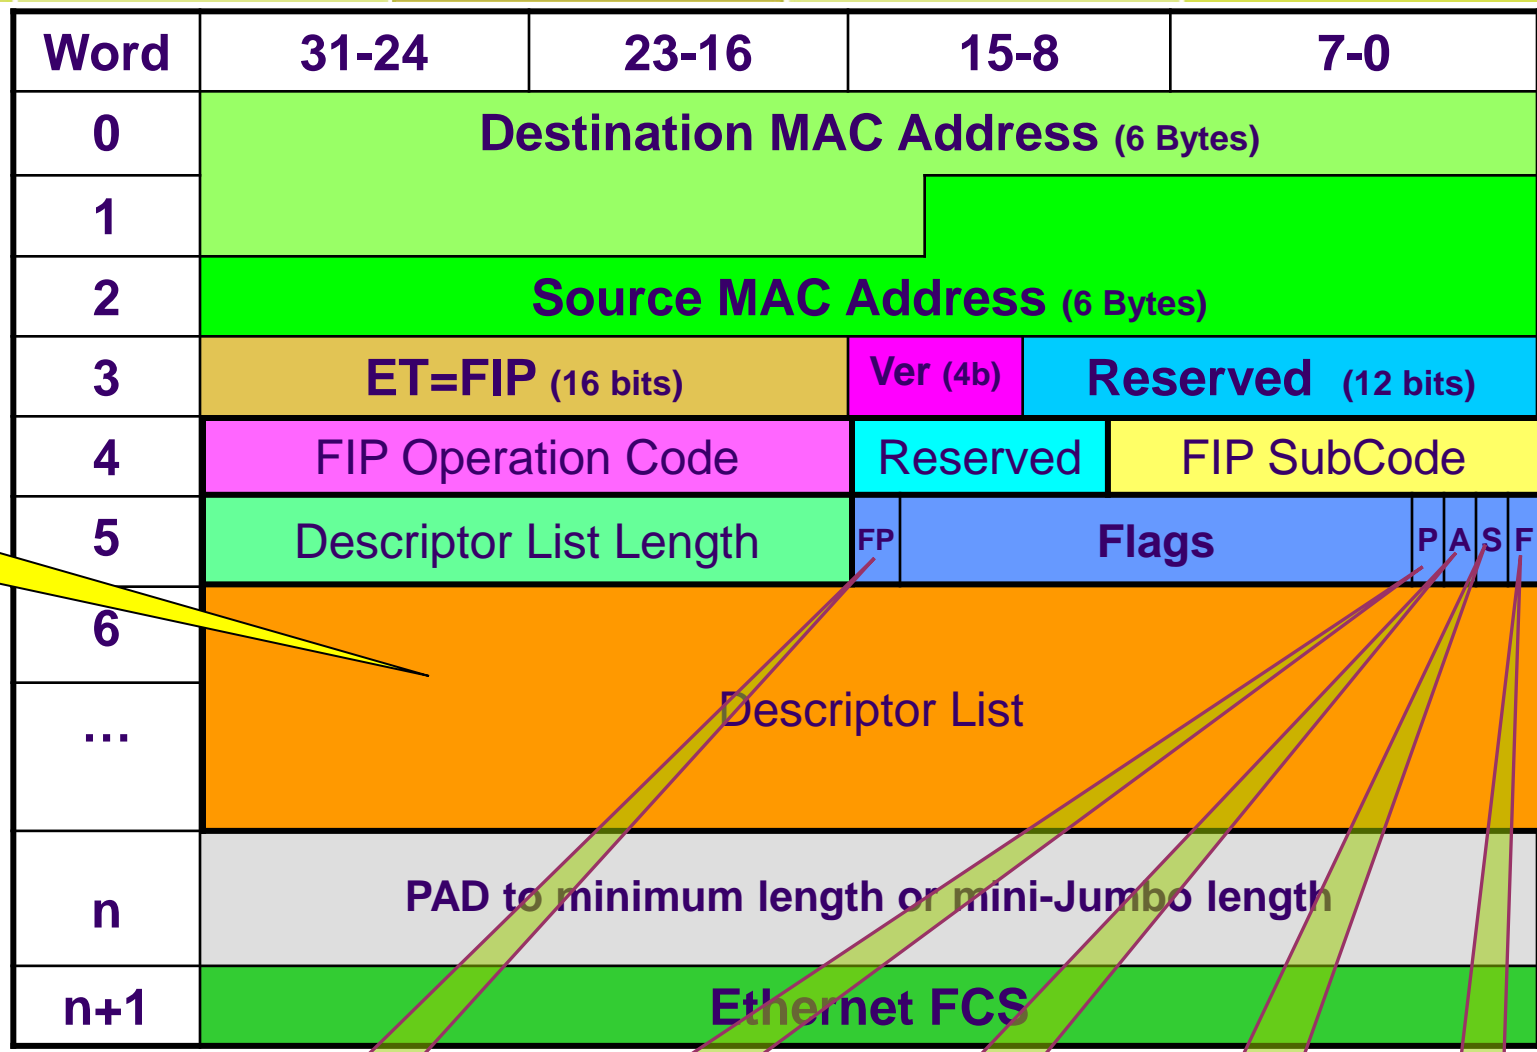 Word 31-24 23-16 15-8 7-0
0 Destination MAC Address (6 Bytes)
1
2 Source MAC Address (6 Bytes)
3 ET=FIP (16 bits) Ver (4b) Reserved (12 bits)
4 FIP Operation Code Reserved FIP SubCode
5 Descriptor List Length FP Flags P A S F
6
... Descriptor List
n PAD to minimum length or mini-Jumbo length
n+1 Ethernet FCS